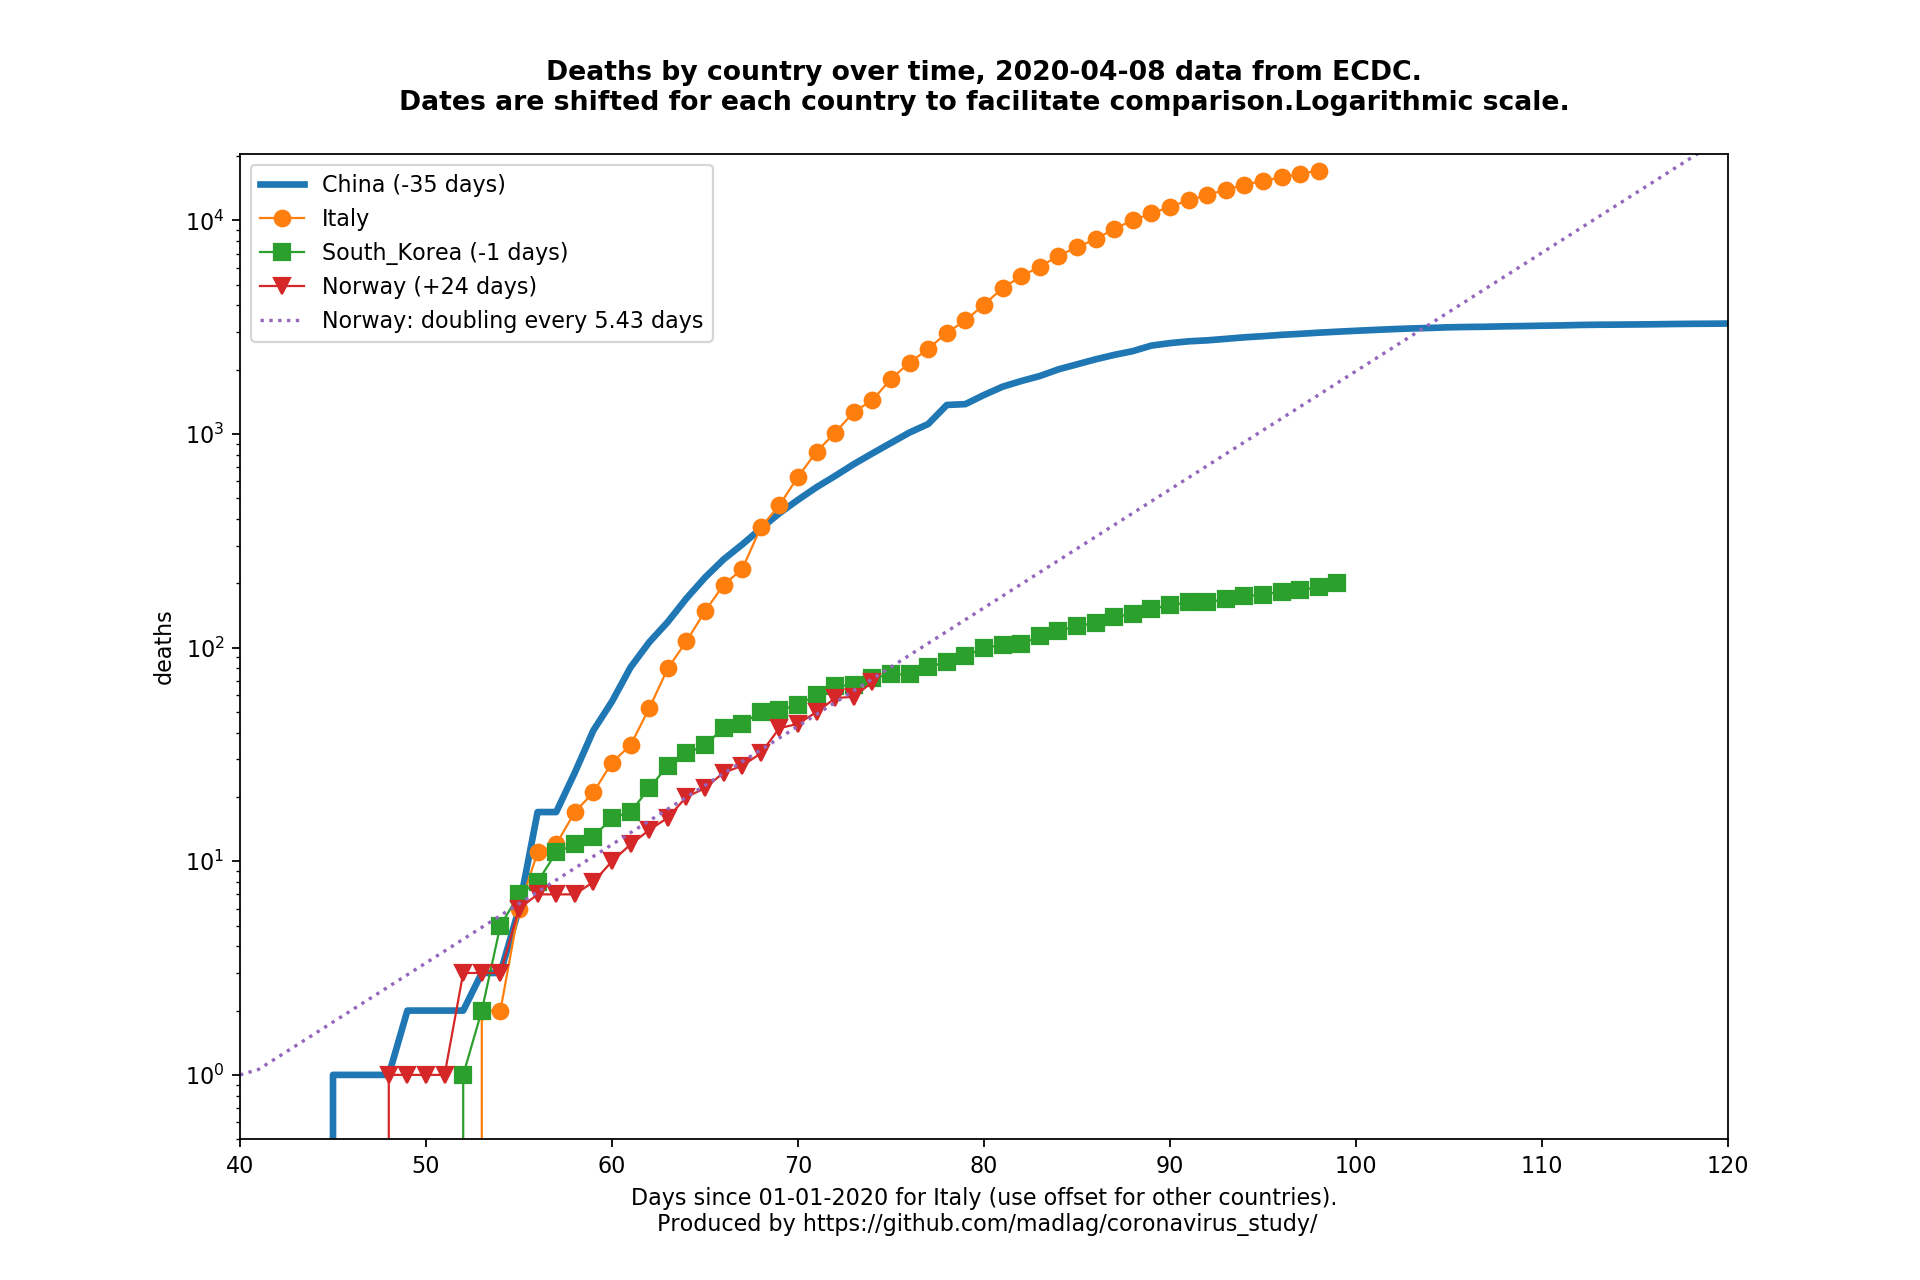 Deaths by country over time, 2020-04-08 data from ECDC.
Dates are shifted for each country to facilitate comparison.Logarithmic scale.
China (-35 days)
Italy
South_Korea (-1 days)
Norway (+24 days)
Norway: doubling every 5.43 days
deaths
10⁴
10³
10²
10¹
10⁰
40 50 60 70 80 90 100 110 120
Days since 01-01-2020 for Italy (use offset for other countries).
Produced by https://github.com/madlag/coronavirus_study/